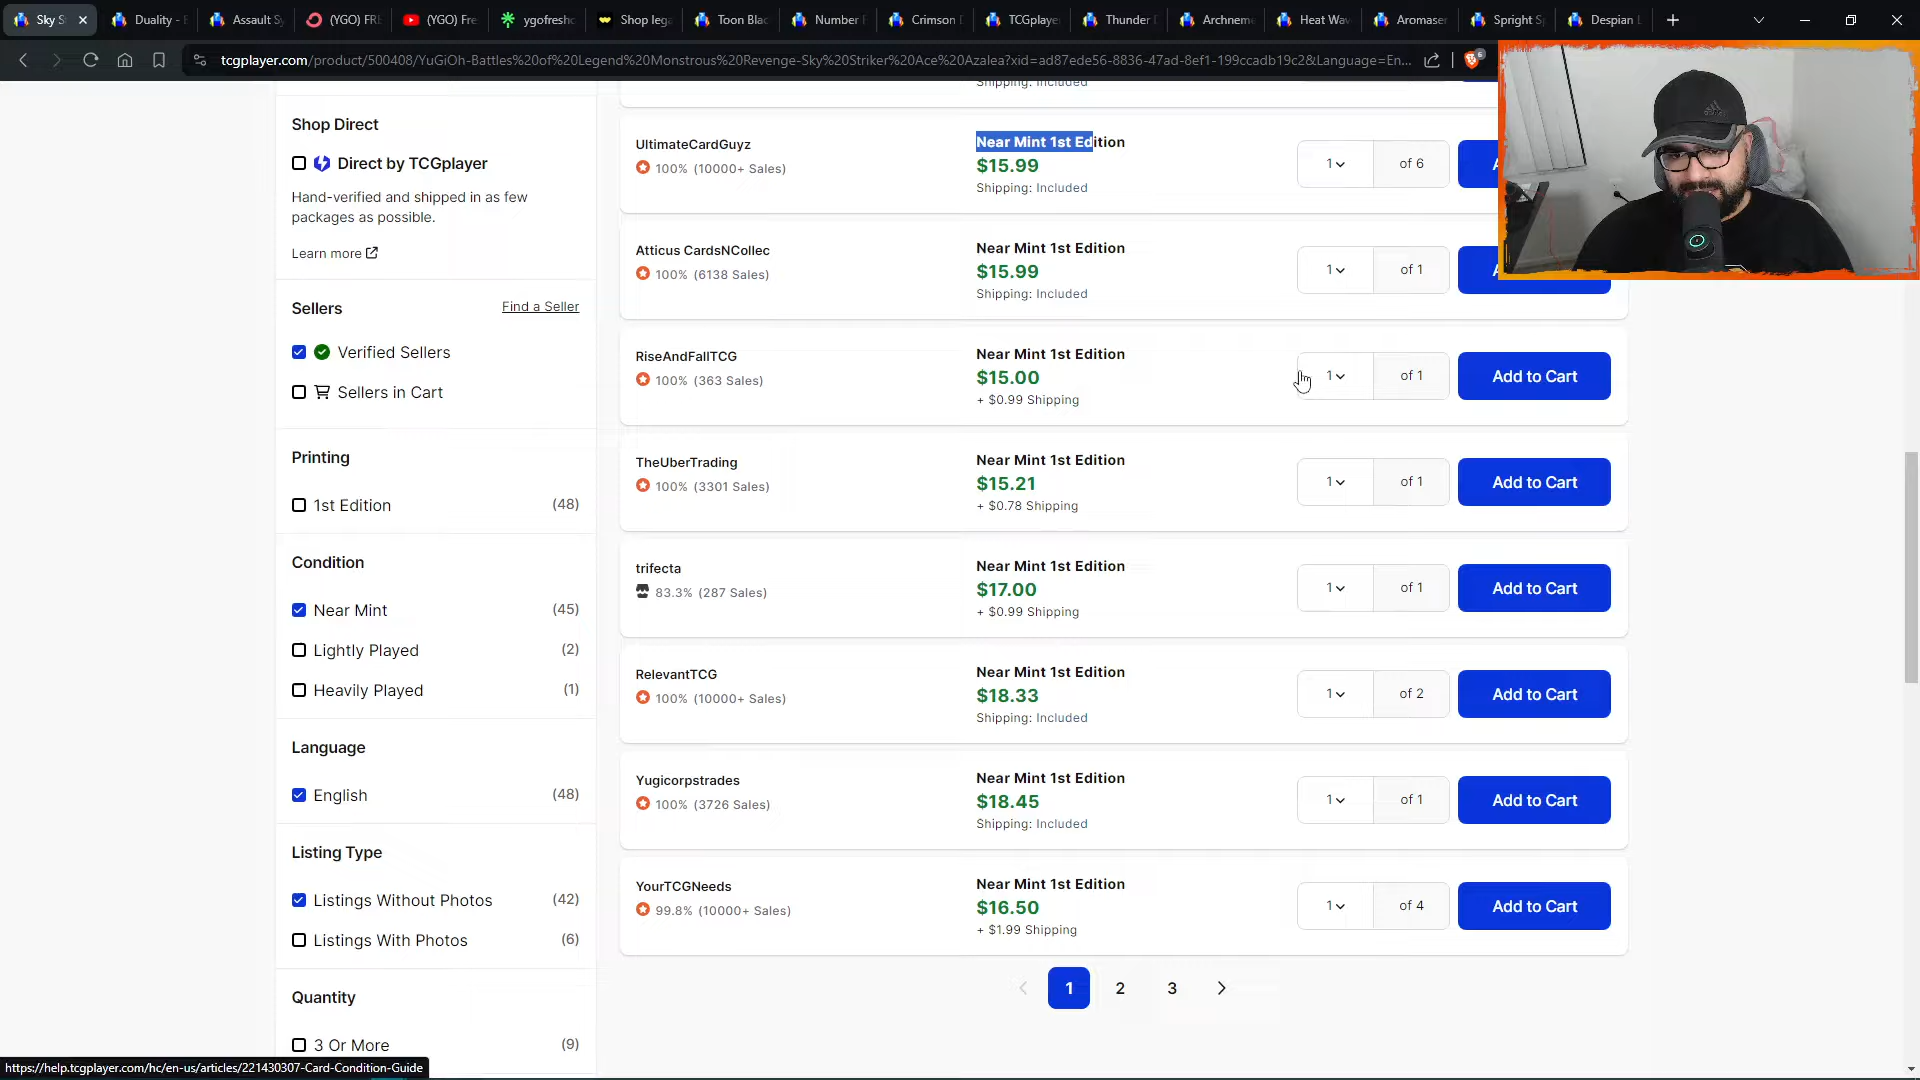 Sky S
Duality - E
Assault Sy
(YGO) FRE
(YGO) Fre
ygofreshc
Shop lega
Toon Blac
Number F
Crimson D
TCGplaye
Thunder D
Archneme
Heat Wav
Aromaser
Spright S
Despian L
tcgplayer.com/product/500408/YuGiOh-Battles%20of%20Legend%20Monstrous%20Revenge-Sky%20Striker%20Ace%20Azalea?xid=ad87ede56-8836-47ad-8ef1-199ccadb19c2&Language=En...
6
Shipping: Included
Shop Direct
Direct by TCGplayer
Hand-verified and shipped in as few
packages as possible.
Learn more
Sellers
Find a Seller
Verified Sellers
Sellers in Cart
Printing
1st Edition (48)
Condition
Near Mint (45)
Lightly Played (2)
Heavily Played (1)
Language
English (48)
Listing Type
Listings Without Photos (42)
Listings With Photos (6)
Quantity
3 Or More (9)
UltimateCardGuyz
100% (10000+ Sales)
Near Mint 1st Edition
$15.99
Shipping: Included
1 of 6
A
Atticus CardsNCollec
100% (6138 Sales)
Near Mint 1st Edition
$15.99
Shipping: Included
1 of 1
A
RiseAndFallTCG
100% (363 Sales)
Near Mint 1st Edition
$15.00
+ $0.99 Shipping
1 of 1
Add to Cart
TheUberTrading
100% (3301 Sales)
Near Mint 1st Edition
$15.21
+ $0.78 Shipping
1 of 1
Add to Cart
trifecta
83.3% (287 Sales)
Near Mint 1st Edition
$17.00
+ $0.99 Shipping
1 of 1
Add to Cart
RelevantTCG
100% (10000+ Sales)
Near Mint 1st Edition
$18.33
Shipping: Included
1 of 2
Add to Cart
Yugicorpstrades
100% (3726 Sales)
Near Mint 1st Edition
$18.45
Shipping: Included
1 of 1
Add to Cart
YourTCGNeeds
99.8% (10000+ Sales)
Near Mint 1st Edition
$16.50
+ $1.99 Shipping
1 of 4
Add to Cart
1 2 3
https://help.tcgplayer.com/hc/en-us/articles/221430307-Card-Condition-Guide